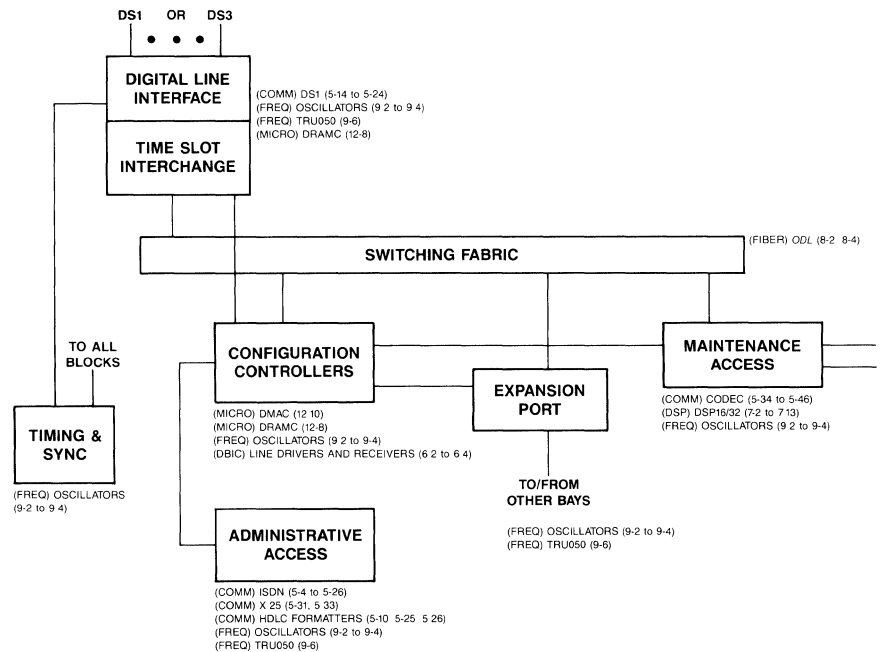 DS1 OR DS3
DIGITAL LINE
INTERFACE
(COMM) DS1 (5-14 to 5-24)
(FREQ) OSCILLATORS (9 2 to 9 4)
(FREQ) TRU050 (9-6)
(MICRO) DRAMC (12-8)
TIME SLOT
INTERCHANGE
SWITCHING FABRIC
(FIBER) ODL (8-2 8-4)
TO ALL
BLOCKS
TIMING &
SYNC
(FREQ) OSCILLATORS
(9-2 to 9 4)
CONFIGURATION
CONTROLLERS
(MICRO) DMAC (12 10)
(MICRO) DRAMC (12-8)
(FREQ) OSCILLATORS (9 2 to 9-4)
(DBIC) LINE DRIVERS AND RECEIVERS (6 2 to 6 4)
EXPANSION
PORT
TO/FROM
OTHER BAYS
(FREQ) OSCILLATORS (9-2 to 9-4)
(FREQ) TRU050 (9-6)
MAINTENANCE
ACCESS
(COMM) CODEC (5-34 to 5-46)
(DSP) DSP16/32 (7-2 to 7 13)
(FREQ) OSCILLATORS (9 2 to 9-4)
ADMINISTRATIVE
ACCESS
(COMM) ISDN (5-4 to 5-26)
(COMM) X 25 (5-31, 5 33)
(COMM) HDLC FORMATTERS (5-10 5-25 5 26)
(FREQ) OSCILLATORS (9-2 to 9-4)
(FREQ) TRU050 (9-6)